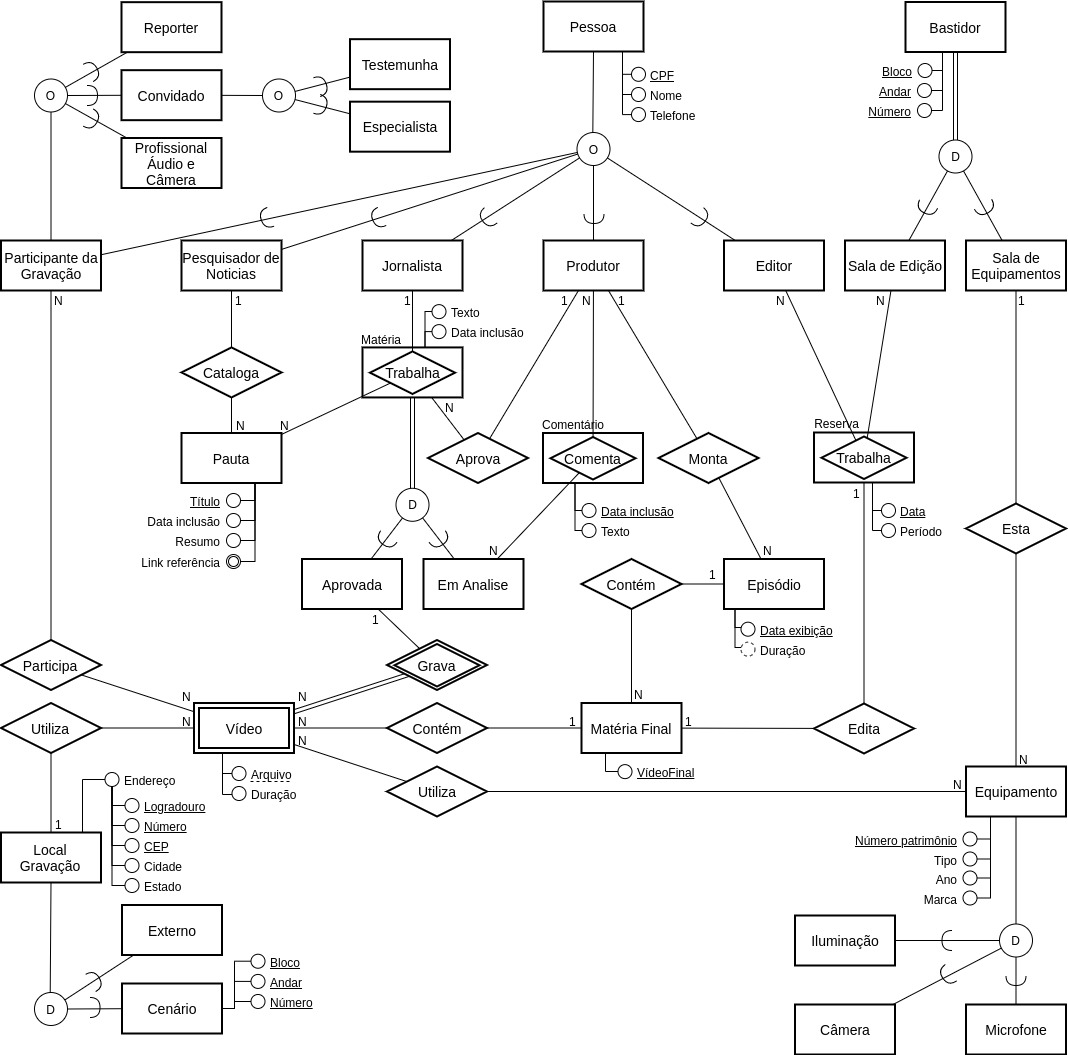 Reporter
Pessoa
Bastidor
Testemunha
O
Convidado
O
CPF
Nome
Telefone
Bloco
Andar
Número
Especialista
Profissional
Áudio e
Câmera
O
D
Participante da
Gravação
Pesquisador de
Noticias
Jornalista
Produtor
Editor
Sala de Edição
Sala de
Equipamentos
N
1
1
1
N
1
N
N
1
Texto
Data inclusão
Matéria
Cataloga
Trabalha
N
N
N
Comentário
Reserva
Pauta
Aprova
Comenta
Monta
Trabalha
1
Título
Data inclusão
Resumo
Link referência
D
Data inclusão
Texto
Data
Período
Esta
N
N
Aprovada
Em Analise
Contém
1
Episódio
1
Data exibição
Duração
Participa
Grava
N
N
N
Utiliza
N
Vídeo
N
Contém
1
Matéria Final
1
Edita
N
Arquivo
Duração
VídeoFinal
N
Endereço
Logradouro
Número
CEP
Cidade
Estado
Utiliza
N
Equipamento
1
Local
Gravação
Número patrimônio
Tipo
Ano
Marca
Externo
Iluminação
D
Bloco
Andar
Número
D
Cenário
Câmera
Microfone